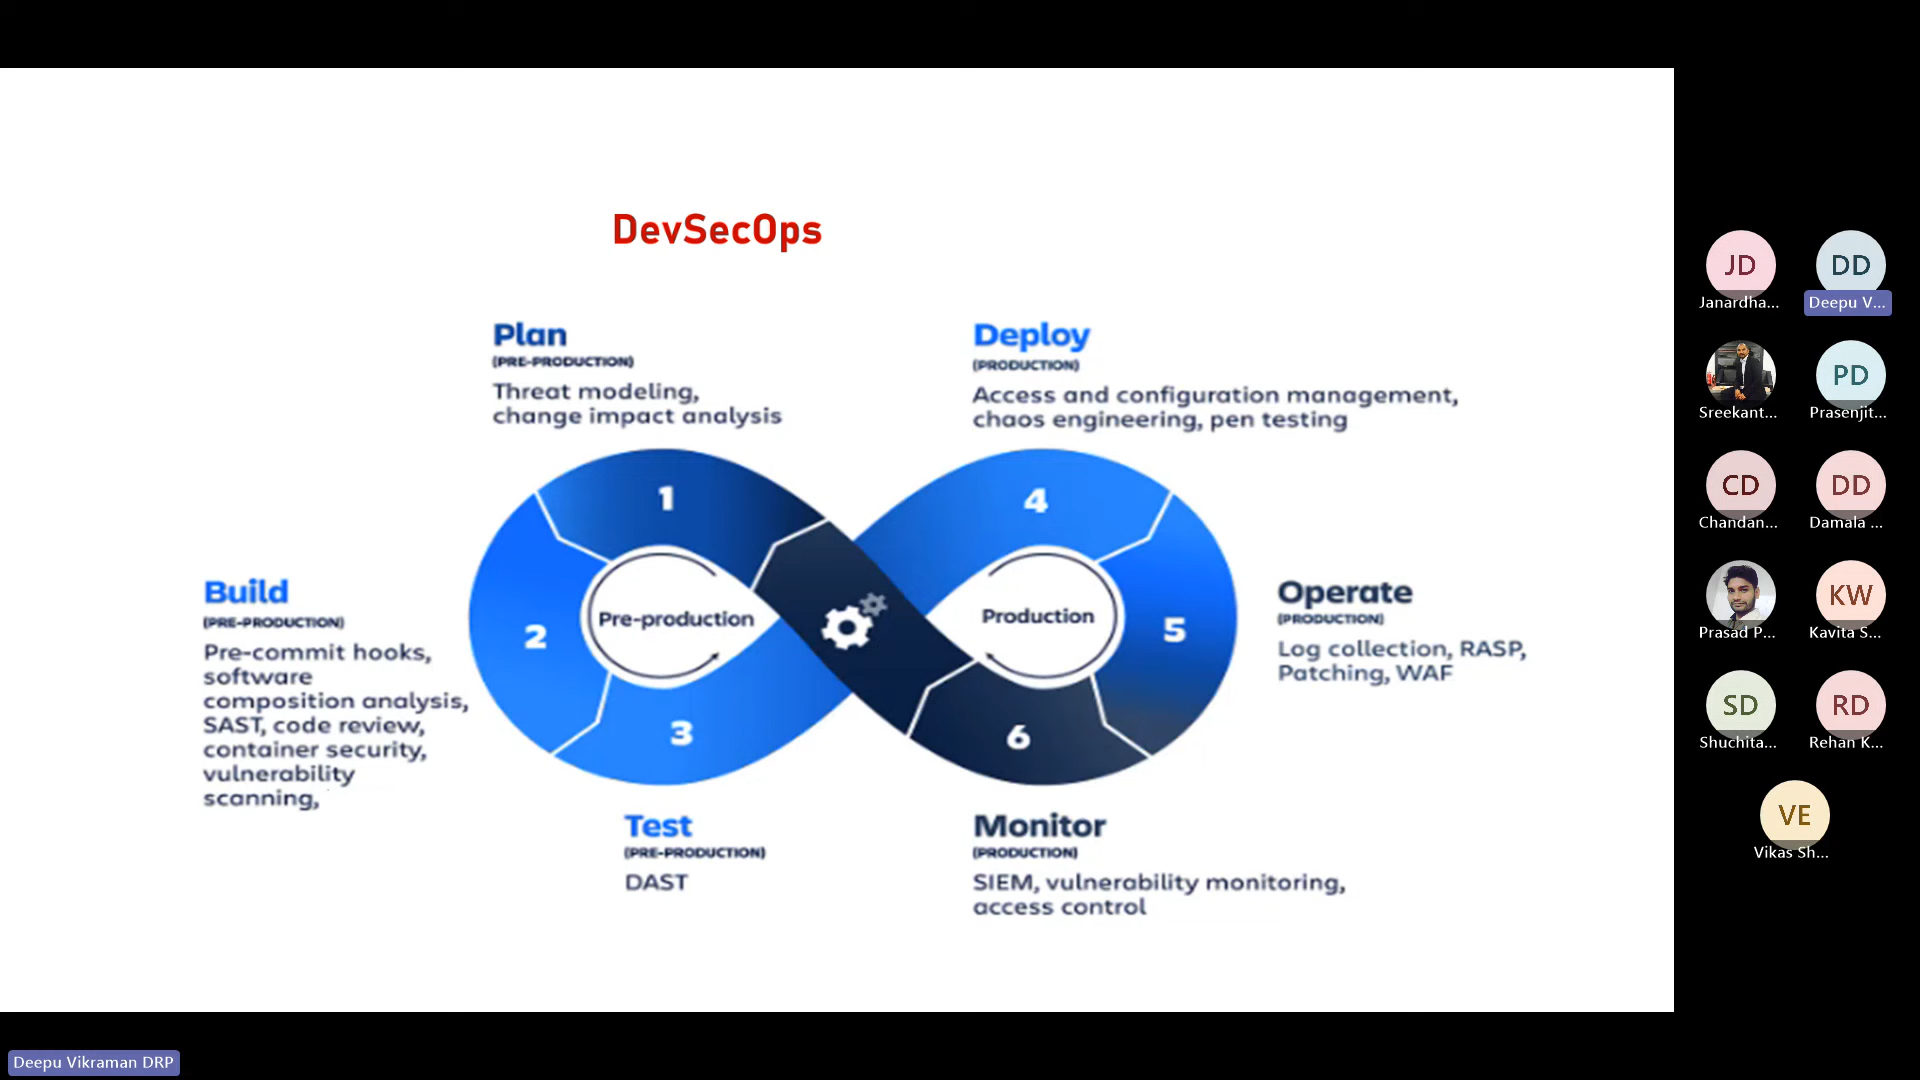 DevSecOps
Plan
(PRE-PRODUCTION)
Threat modeling,
change impact analysis
Deploy
(PRODUCTION)
Access and configuration management,
chaos engineering, pen testing
1
4
Build
(PRE-PRODUCTION)
Pre-commit hooks,
software
composition analysis,
SAST, code review,
container security,
vulnerability
scanning,
2
Pre-production
Production
5
Operate
(PRODUCTION)
Log collection, RASP,
Patching, WAF
3
6
Test
(PRE-PRODUCTION)
DAST
Monitor
(PRODUCTION)
SIEM, vulnerability monitoring,
access control
JD
Janardha...
DD
Deepu V...
Sreekant...
PD
Prasenjit...
CD
Chandan...
DD
Damala ...
Prasad P...
KW
Kavita S...
SD
Shuchita...
RD
Rehan K...
VE
Vikas Sh...
Deepu Vikraman DRP